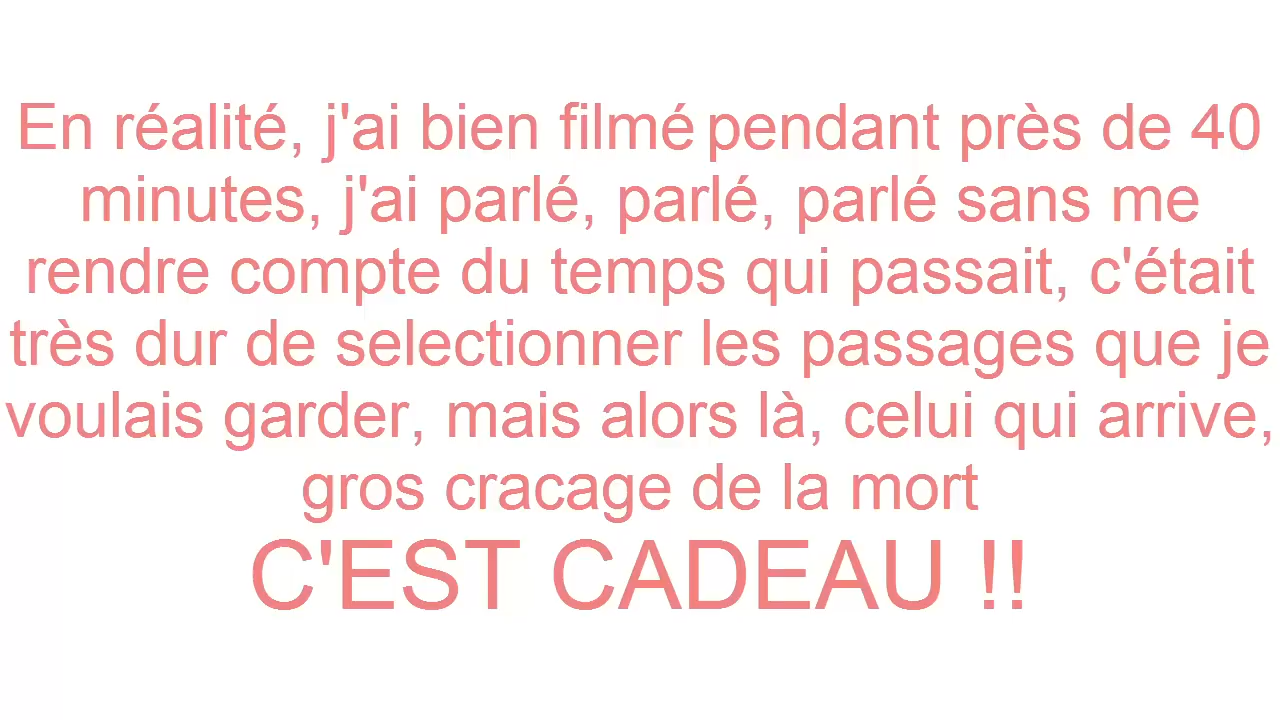 En réalité, j'ai bien filmé pendant près de 40
minutes, j'ai parlé, parlé, parlé sans me
rendre compte du temps qui passait, c'était
très dur de selectionner les passages que je
voulais garder, mais alors là, celui qui arrive,
gros cracage de la mort
C'EST CADEAU !!